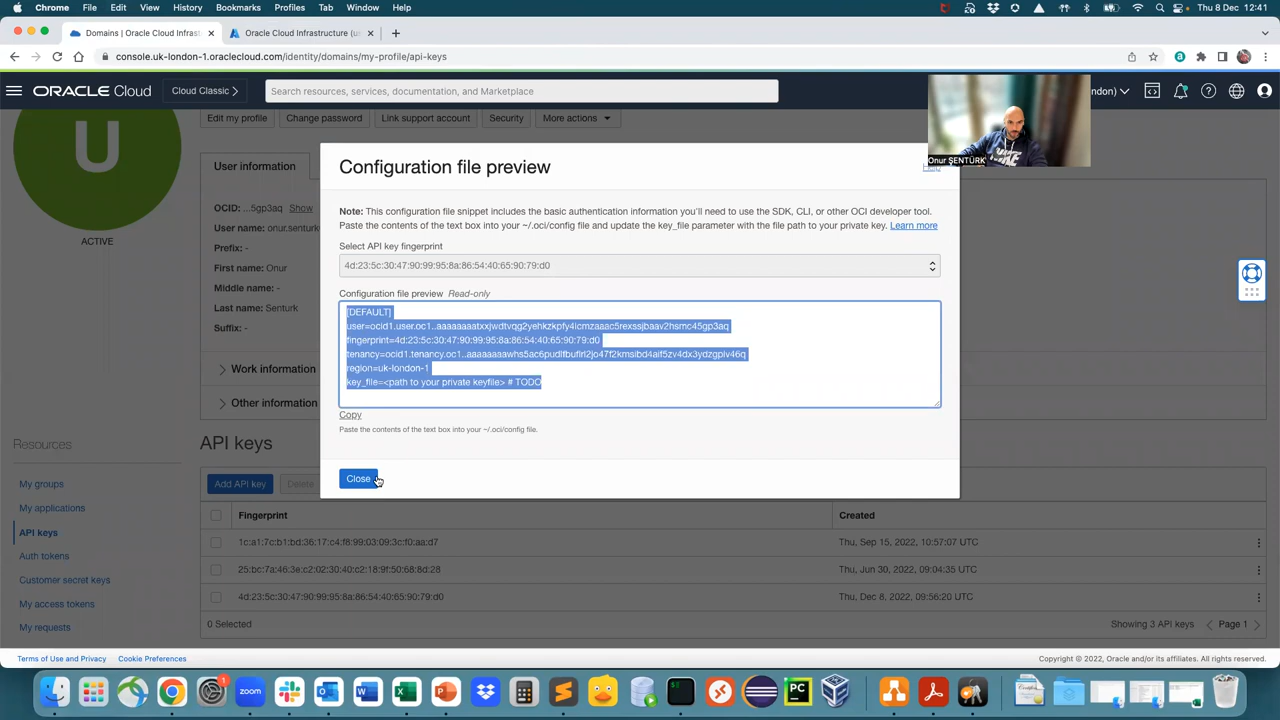 Chrome File Edit View History Bookmarks Profiles Tab Window Help Thu 8 Dec 12:41
Domains | Oracle Cloud Infrast
Oracle Cloud Infrastructure (us
console.uk-london-1.oraclecloud.com/identity/domains/my-profile/api-keys
ORACLE Cloud Cloud Classic > Search resources, services, documentation, and Marketplace ndon)
Edit my profile Change password Link support account Security More actions
U
ACTIVE
Onur ŞENTÜRK
Help
User information
OCID: ...5gp3aq Show
User name: onur.senturk
Prefix: -
First name: Onur
Middle name: -
Last name: Senturk
Suffix: -
Work information
Other information
Configuration file preview
Note: This configuration file snippet includes the basic authentication information you'll need to use the SDK, CLI, or other OCI developer tool.
Paste the contents of the text box into your ~/.oci/config file and update the key_file parameter with the file path to your private key. Learn more
Select API key fingerprint
4d:23:5c:30:47:90:99:95:8a:86:54:40:65:90:79:d0
Configuration file preview Read-only
[DEFAULT]
fingerprint=4d:23:5c:30:47:90:99:95:8a:86:54:40:65:90:79:d0
region=uk-london-1
key_file=<path to your private keyfile> # TODO
Copy
Paste the contents of the text box into your ~/.oci/config file.
Close
Resources
My groups
My applications
API keys
Auth tokens
Customer secret keys
My access tokens
My requests
API keys
Add API key Delete
Fingerprint Created
1c:a1:7c:b1:bd:36:17:c4:f8:99:03:09:3c:f0:aa:d7 Thu, Sep 15, 2022, 10:57:07 UTC
25:bc:7a:46:3e:c2:02:30:40:c2:18:9f:50:68:8d:28 Thu, Jun 30, 2022, 09:04:35 UTC
4d:23:5c:30:47:90:99:95:8a:86:54:40:65:90:79:d0 Thu, Dec 8, 2022, 09:56:20 UTC
0 Selected Showing 3 API keys < Page 1 >
Terms of Use and Privacy Cookie Preferences Copyright © 2022, Oracle and/or its affiliates. All rights reserved.
1
zoom
PC